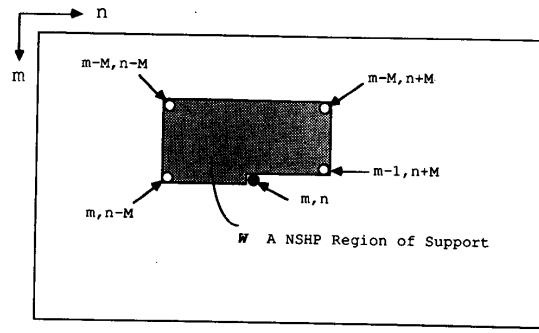 n
m
m-M,n-M
m-M,n+M
m-1,n+M
m,n-M
m,n
W A NSHP Region of Support